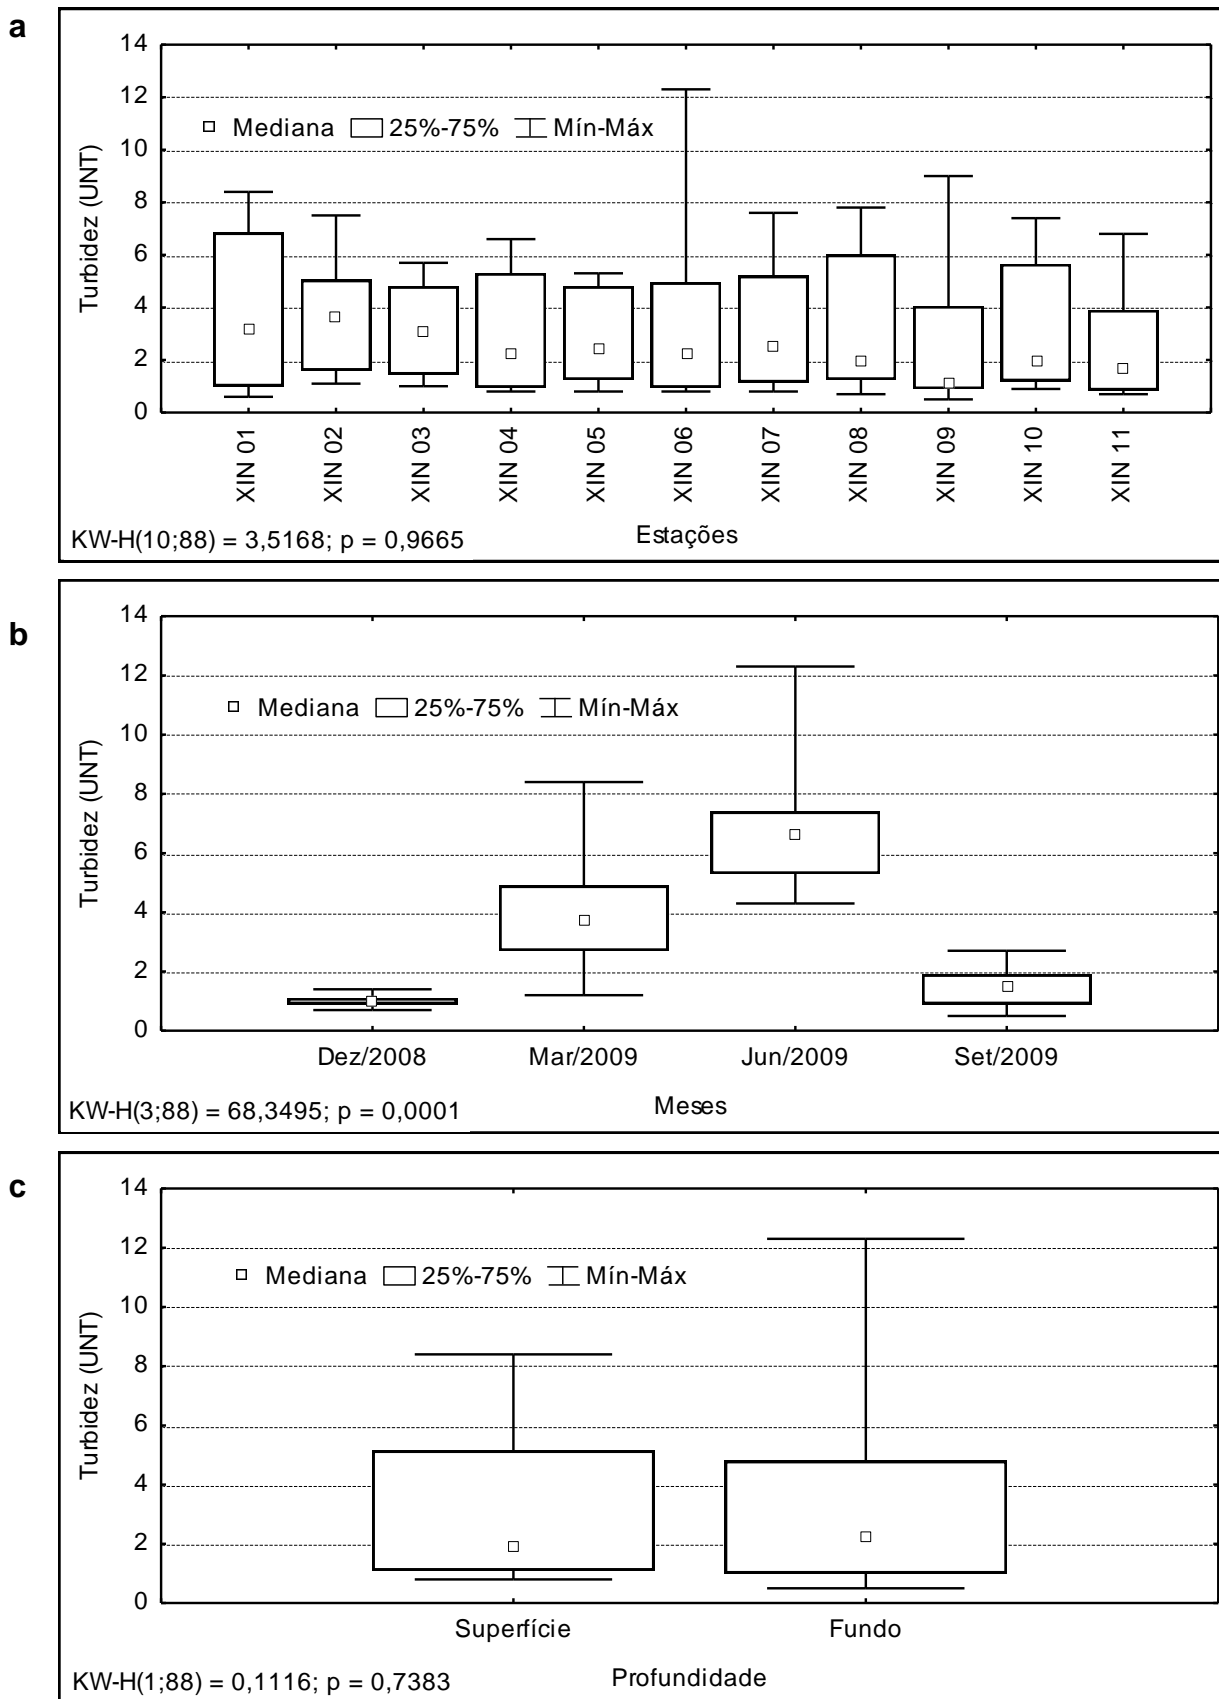 a
14
12
10
8
6
4
2
0
Turbidez (UNT)
Mediana 25%-75% Mín-Máx
XIN 01 XIN 02 XIN 03 XIN 04 XIN 05 XIN 06 XIN 07 XIN 08 XIN 09 XIN 10 XIN 11
Estações
KW-H(10;88) = 3,5168; p = 0,9665
b
14
12
10
8
6
4
2
0
Turbidez (UNT)
Mediana 25%-75% Mín-Máx
Dez/2008 Mar/2009 Jun/2009 Set/2009
Meses
KW-H(3;88) = 68,3495; p = 0,0001
c
14
12
10
8
6
4
2
0
Turbidez (UNT)
Mediana 25%-75% Mín-Máx
Superfície Fundo
Profundidade
KW-H(1;88) = 0,1116; p = 0,7383